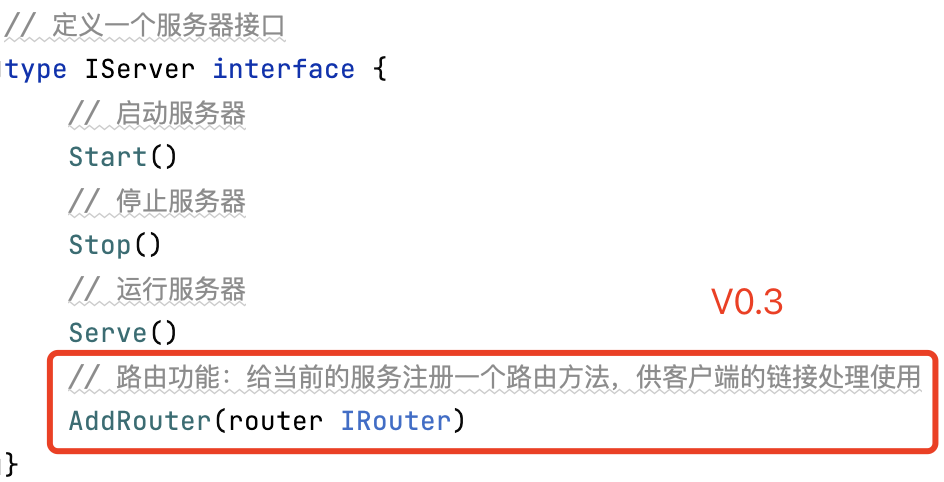 // 定义一个服务器接口
type IServer interface {
// 启动服务器
Start()
// 停止服务器
Stop()
// 运行服务器
Serve()
V0.3
// 路由功能：给当前的服务注册一个路由方法，供客户端的链接处理使用
AddRouter(router IRouter)
}